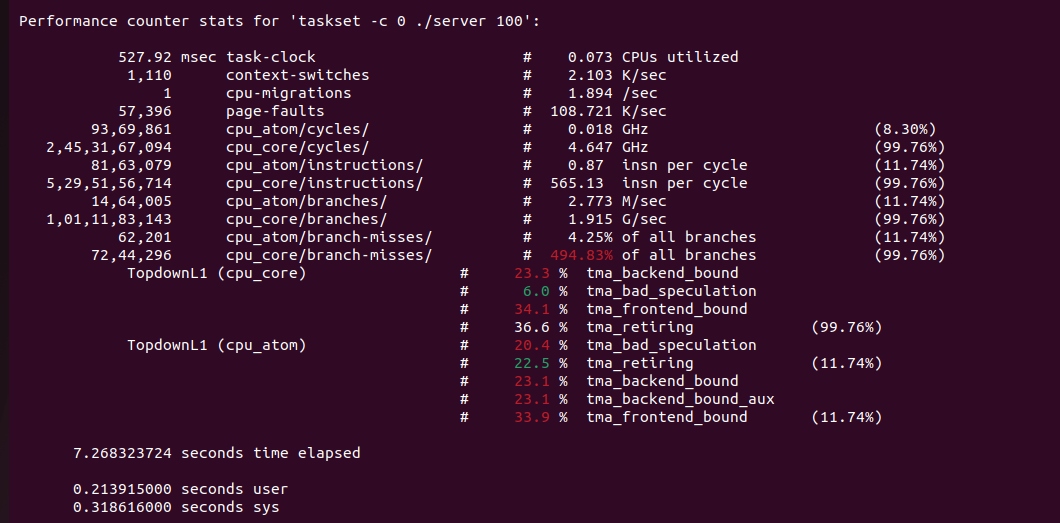 Performance counter stats for 'taskset -c 0 ./server 100':
527.92 msec task-clock # 0.073 CPUs utilized
1,110 context-switches # 2.103 K/sec
1 cpu-migrations # 1.894 /sec
57,396 page-faults # 108.721 K/sec
93,69,861 cpu_atom/cycles/ # 0.018 GHz (8.30%)
2,45,31,67,094 cpu_core/cycles/ # 4.647 GHz (99.76%)
81,63,079 cpu_atom/instructions/ # 0.87 insn per cycle (11.74%)
5,29,51,56,714 cpu_core/instructions/ # 565.13 insn per cycle (99.76%)
14,64,005 cpu_atom/branches/ # 2.773 M/sec (11.74%)
1,01,11,83,143 cpu_core/branches/ # 1.915 G/sec (99.76%)
62,201 cpu_atom/branch-misses/ # 4.25% of all branches (11.74%)
72,44,296 cpu_core/branch-misses/ # 494.83% of all branches (99.76%)
TopdownL1 (cpu_core) # 23.3 % tma_backend_bound
# 6.0 % tma_bad_speculation
# 34.1 % tma_frontend_bound
# 36.6 % tma_retiring (99.76%)
TopdownL1 (cpu_atom) # 20.4 % tma_bad_speculation
# 22.5 % tma_retiring (11.74%)
# 23.1 % tma_backend_bound
# 23.1 % tma_backend_bound_aux
# 33.9 % tma_frontend_bound (11.74%)
7.268323724 seconds time elapsed
0.213915000 seconds user
0.318616000 seconds sys